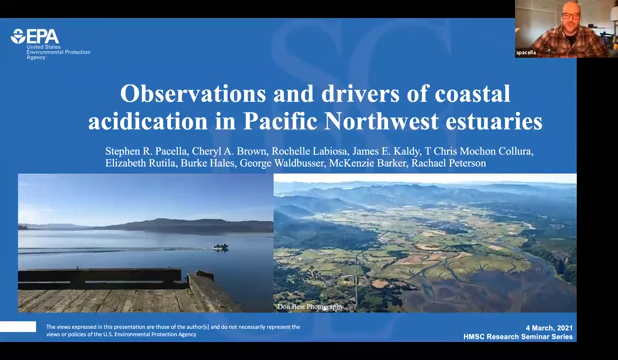 spacella
EPA
United States
Environmental Protection
Agency
Observations and drivers of coastal
acidication in Pacific Northwest estuaries
Stephen R. Pacella, Cheryl A. Brown, Rochelle Labiosa, James E. Kaldy, T Chris Mochon Collura,
Elizabeth Rutila, Burke Hales, George Waldbusser, McKenzie Barker, Rachael Peterson
Don Best Photography
The views expressed in this presentation are those of the author[s] and do not necessarily represent the
views or policies of the U.S. Environmental Protection Agency
4 March, 2021
HMSC Research Seminar Series